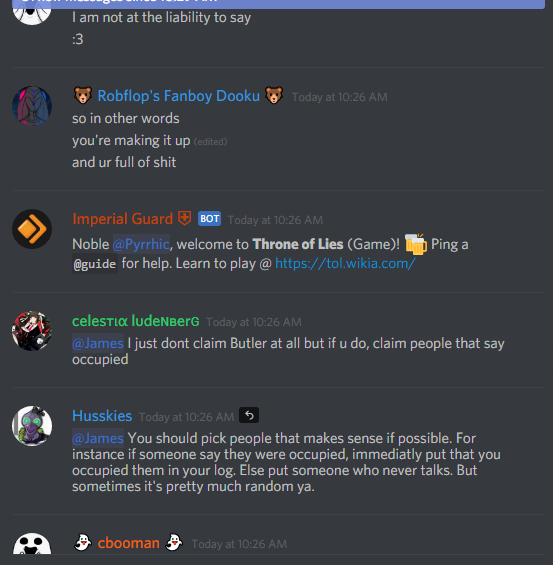 I am not at the liability to say
:3
Robflop's Fanboy Dooku Today at 10:26 AM
so in other words
you're making it up (edited)
and ur full of shit
Imperial Guard BOT Today at 10:26 AM
Noble @Pyrrhic, welcome to Throne of Lies (Game)! Ping a
@guide for help. Learn to play @ https://tol.wikia.com/
celesтια ludeɴвerɢ Today at 10:26 AM
@James I just dont claim Butler at all but if u do, claim people that say
occupied
Husskies Today at 10:26 AM
@James You should pick people that makes sense if possible. For
instance if someone say they were occupied, immediatly put that you
occupied them in your log. Else put someone who never talks. But
sometimes it's pretty much random ya.
cbooman Today at 10:26 AM